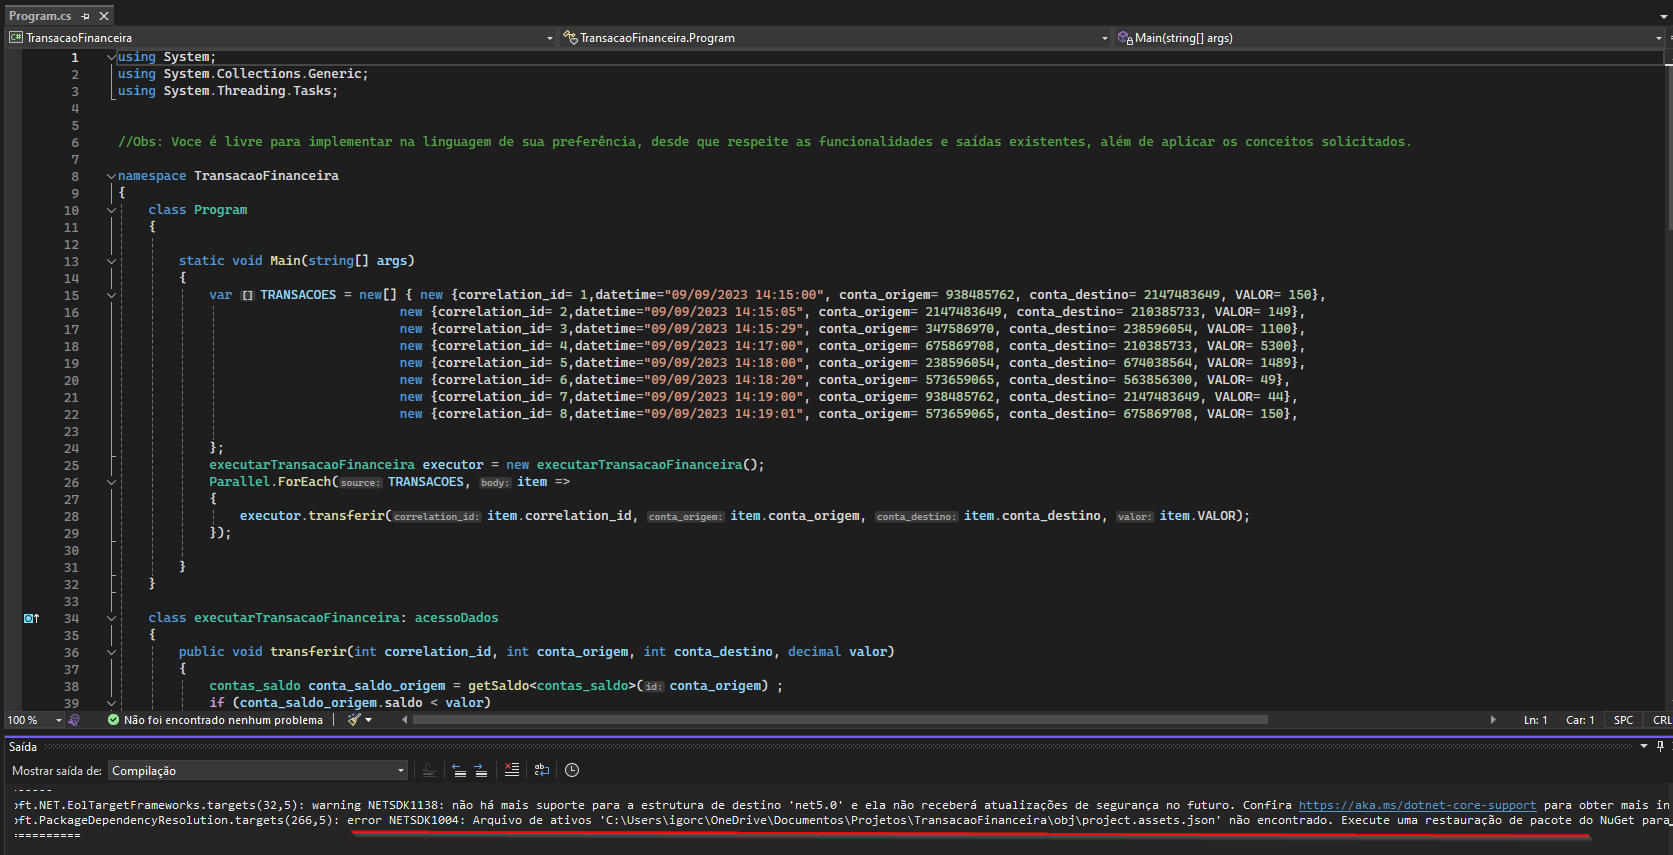 Program.cs
TransacaoFinanceira TransacaoFinanceira.Program Main(string[] args)
1 using System;
2 using System.Collections.Generic;
3 using System.Threading.Tasks;
4
5
6 //Obs: Voce é livre para implementar na linguagem de sua preferência, desde que respeite as funcionalidades e saídas existentes, além de aplicar os conceitos solicitados.
7
8 namespace TransacaoFinanceira
9 {
10 class Program
11 {
12
13 static void Main(string[] args)
14 {
15 var [] TRANSACOES = new[] { new {correlation_id= 1,datetime="09/09/2023 14:15:00", conta_origem= 938485762, conta_destino= 2147483649, VALOR= 150},
16 new {correlation_id= 2,datetime="09/09/2023 14:15:05", conta_origem= 2147483649, conta_destino= 210385733, VALOR= 149},
17 new {correlation_id= 3,datetime="09/09/2023 14:15:29", conta_origem= 347586970, conta_destino= 238596054, VALOR= 1100},
18 new {correlation_id= 4,datetime="09/09/2023 14:17:00", conta_origem= 675869708, conta_destino= 210385733, VALOR= 5300},
19 new {correlation_id= 5,datetime="09/09/2023 14:18:00", conta_origem= 238596054, conta_destino= 674038564, VALOR= 1489},
20 new {correlation_id= 6,datetime="09/09/2023 14:18:20", conta_origem= 573659065, conta_destino= 563856300, VALOR= 49},
21 new {correlation_id= 7,datetime="09/09/2023 14:19:00", conta_origem= 938485762, conta_destino= 2147483649, VALOR= 44},
22 new {correlation_id= 8,datetime="09/09/2023 14:19:01", conta_origem= 573659065, conta_destino= 675869708, VALOR= 150},
23
24 };
25 executarTransacaoFinanceira executor = new executarTransacaoFinanceira();
26 Parallel.ForEach(source: TRANSACOES, body: item =>
27 {
28 executor.transferir(correlation_id: item.correlation_id, conta_origem: item.conta_origem, conta_destino: item.conta_destino, valor: item.VALOR);
29 });
30
31 }
32 }
33
34 class executarTransacaoFinanceira: acessoDados
35 {
36 public void transferir(int correlation_id, int conta_origem, int conta_destino, decimal valor)
37 {
38 contas_saldo conta_saldo_origem = getSaldo<contas_saldo>(id: conta_origem) ;
39 if (conta_saldo_origem.saldo < valor)
100 % Não foi encontrado nenhum problema Ln: 1 Car: 1 SPC CRL
Saída
Mostrar saída de: Compilação
------
oft.NET.EolTargetFrameworks.targets(32,5): warning NETSDK1138: não há mais suporte para a estrutura de destino 'net5.0' e ela não receberá atualizações de segurança no futuro. Confira https://aka.ms/dotnet-core-support para obter mais in
oft.PackageDependencyResolution.targets(266,5): error NETSDK1004: Arquivo de ativos 'C:\Users\igorc\OneDrive\Documentos\Projetos\TransacaoFinanceira\obj\project.assets.json' não encontrado. Execute uma restauração de pacote do NuGet para
==========